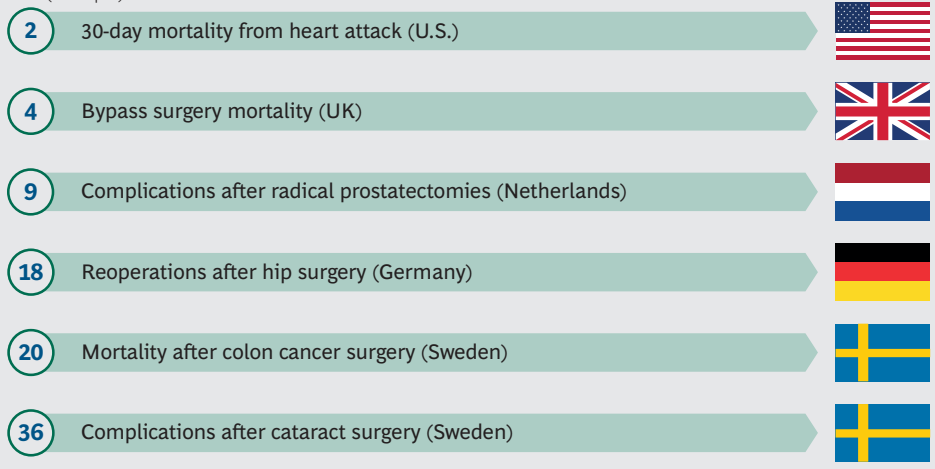 2 30-day mortality from heart attack (U.S.)
4 Bypass surgery mortality (UK)
9 Complications after radical prostatectomies (Netherlands)
18 Reoperations after hip surgery (Germany)
20 Mortality after colon cancer surgery (Sweden)
36 Complications after cataract surgery (Sweden)